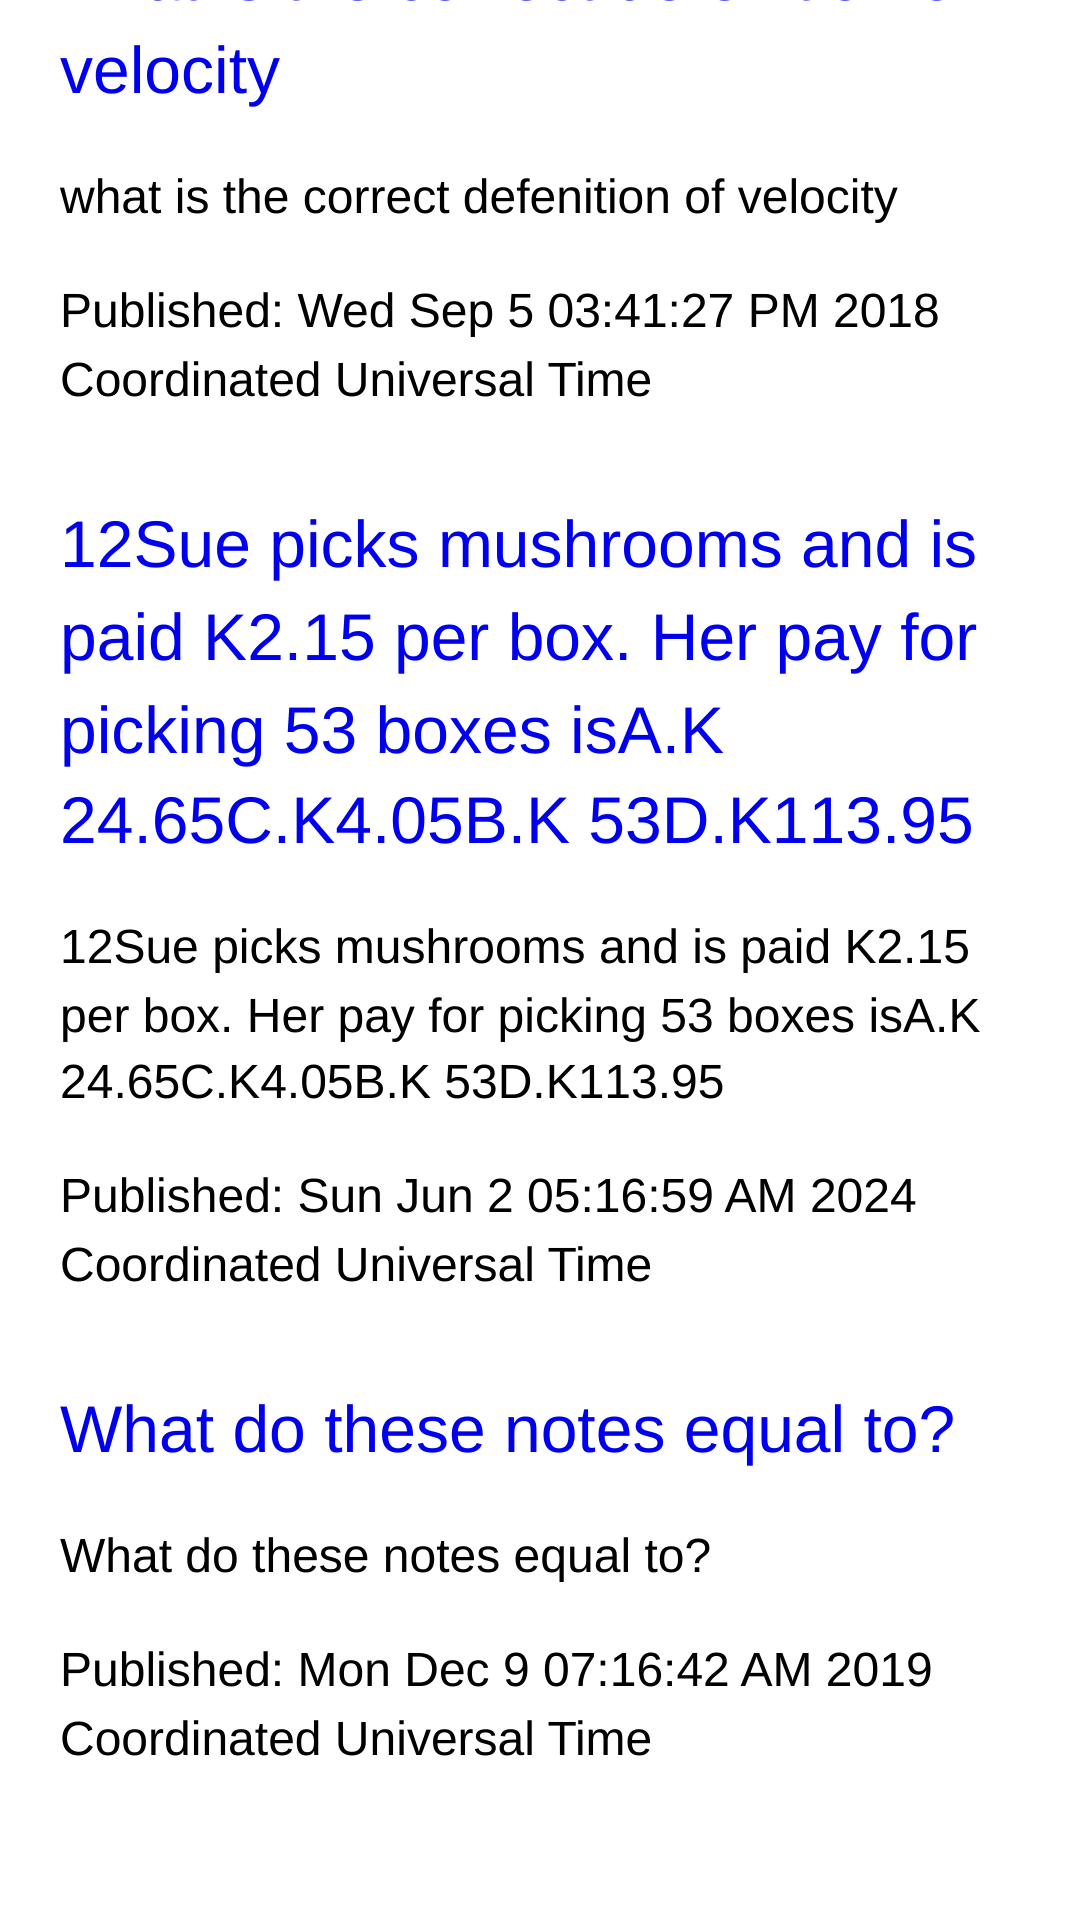 velocity
what is the correct defenition of velocity
Published: Wed Sep 5 03:41:27 PM 2018
Coordinated Universal Time
12Sue picks mushrooms and is
paid K2.15 per box. Her pay for
picking 53 boxes isA.K
24.65C.K4.05B.K 53D.K113.95
12Sue picks mushrooms and is paid K2.15
per box. Her pay for picking 53 boxes isA.K
24.65C.K4.05B.K 53D.K113.95
Published: Sun Jun 2 05:16:59 AM 2024
Coordinated Universal Time
What do these notes equal to?
What do these notes equal to?
Published: Mon Dec 9 07:16:42 AM 2019
Coordinated Universal Time